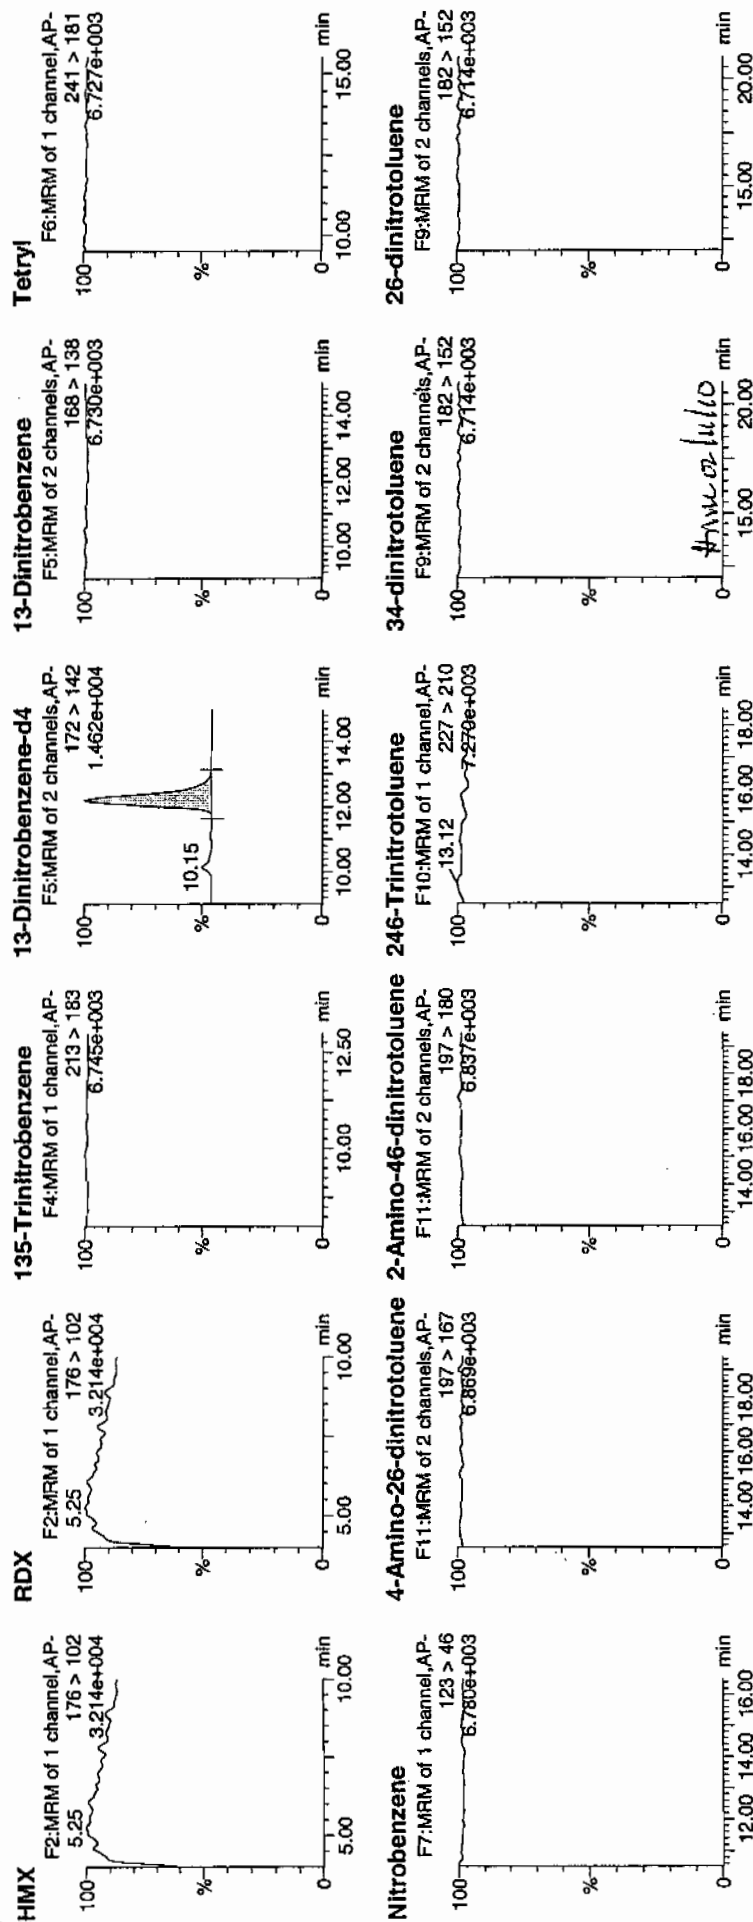 HMX
F2:MRM of 1 channel,AP-
176 > 102
3.214e+004
100
5.25
%
0
5.00
10.00
min
RDX
F2:MRM of 1 channel,AP-
176 > 102
3.214e+004
100
5.25
%
0
5.00
10.00
min
135-Trinitrobenzene
F4:MRM of 1 channel,AP-
213 > 183
6.745e+003
100
%
0
10.00
12.50
min
13-Dinitrobenzene-d4
F5:MRM of 2 channels,AP-
172 > 142
1.462e+004
100
10.15
%
0
10.00
12.00
14.00
min
13-Dinitrobenzene
F5:MRM of 2 channels,AP-
168 > 138
6.730e+003
100
%
0
10.00
12.00
14.00
min
Tetryl
F6:MRM of 1 channel,AP-
241 > 181
6.727e+003
100
%
0
10.00
15.00
min
Nitrobenzene
F7:MRM of 1 channel,AP-
123 > 46
6.780e+003
100
%
0
12.00
14.00
16.00
min
4-Amino-26-dinitrotoluene
F11:MRM of 2 channels,AP-
197 > 167
6.869e+003
100
%
0
14.00
16.00
18.00
min
2-Amino-46-dinitrotoluene
F11:MRM of 2 channels,AP-
197 > 180
6.837e+003
100
%
0
14.00
16.00
18.00
min
246-Trinitrotoluene
F10:MRM of 1 channel,AP-
227 > 210
7.270e+003
100
13.12
%
0
14.00
16.00
18.00
min
34-dinitrotoluene
F9:MRM of 2 channels,AP-
182 > 152
6.714e+003
100
%
0
15.00
20.00
min
26-dinitrotoluene
F9:MRM of 2 channels,AP-
182 > 152
6.714e+003
100
%
0
15.00
20.00
min